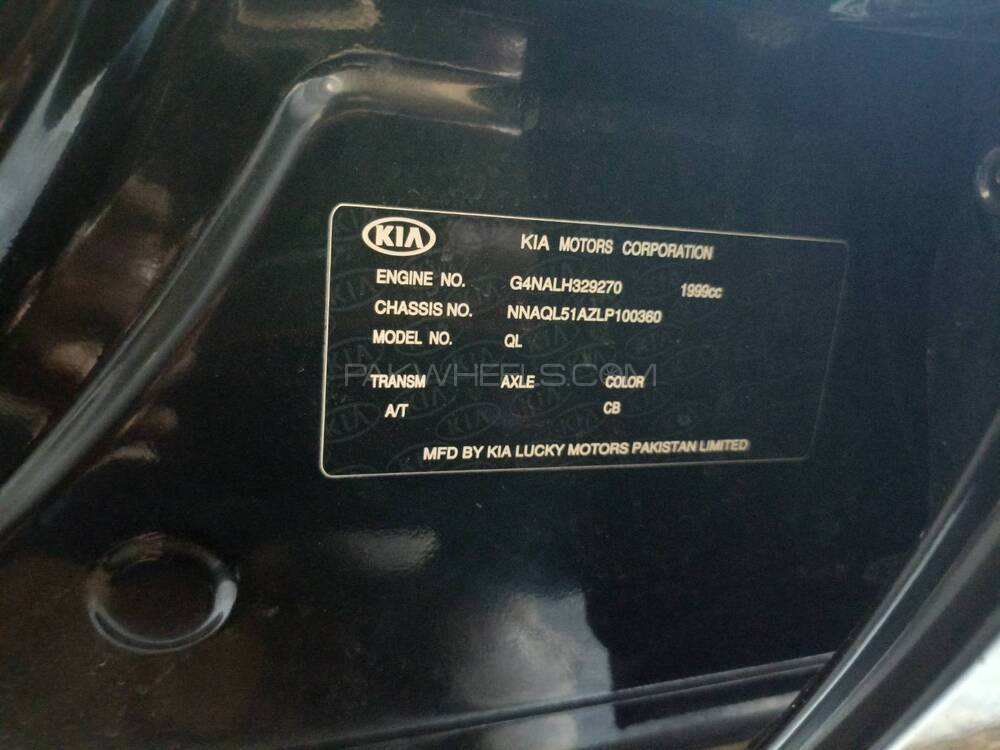 KIA KIA MOTORS CORPORATION
ENGINE NO. G4NALH329270 1999cc
CHASSIS NO. NNAQL51AZLP100360
MODEL NO. QL
PAKWHEELS.COM
TRANSM AXLE COLOR
A/T CB
MFD BY KIA LUCKY MOTORS PAKISTAN LIMITED